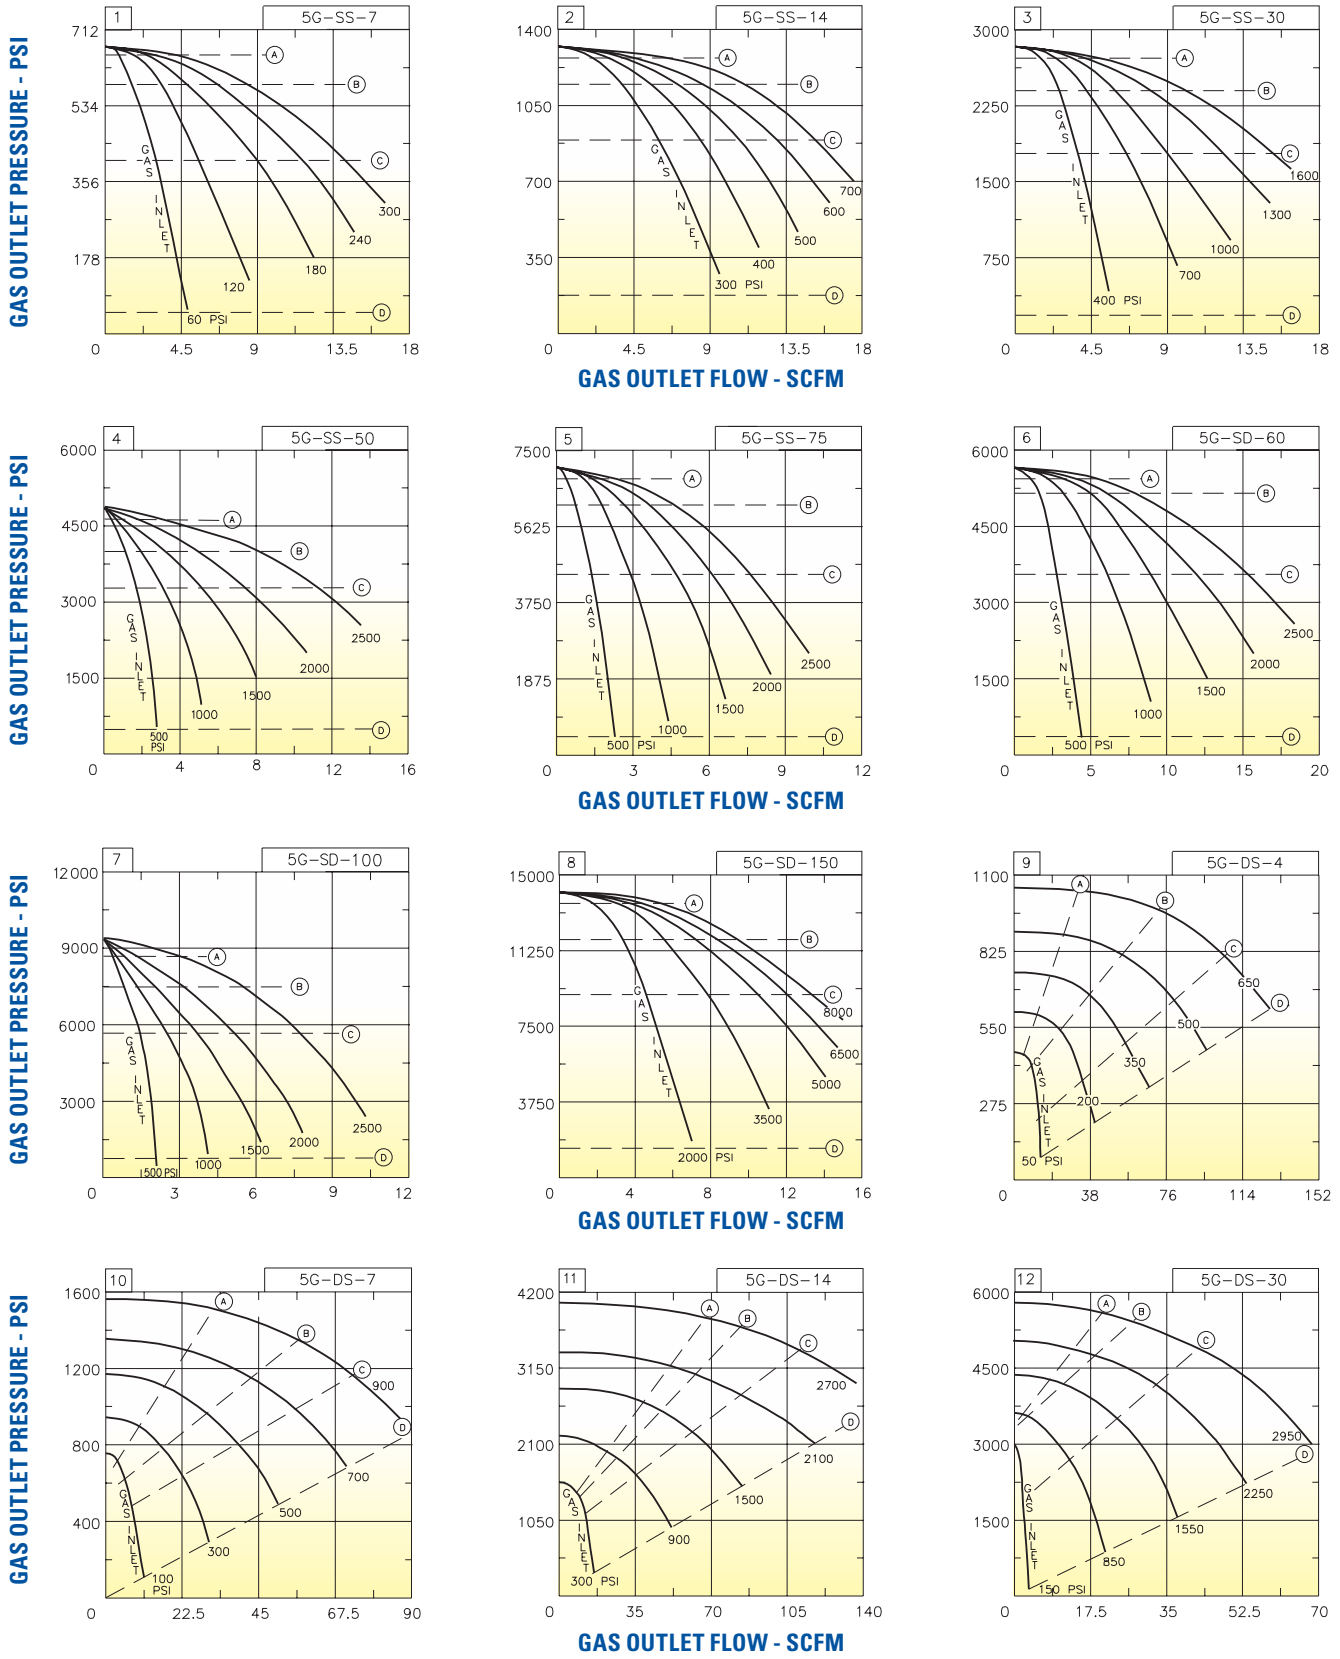 GAS OUTLET PRESSURE - PSI
1
5G-SS-7
712
534
356
178
0
4.5
9
13.5
18
A
B
C
D
GAS INLET
60 PSI
120
180
240
300
2
5G-SS-14
1400
1050
700
350
0
4.5
9
13.5
18
A
B
C
D
GAS INLET
300 PSI
400
500
600
700
3
5G-SS-30
3000
2250
1500
750
0
4.5
9
13.5
18
A
B
C
D
GAS INLET
400 PSI
700
1000
1300
1600
GAS OUTLET FLOW - SCFM
GAS OUTLET PRESSURE - PSI
4
5G-SS-50
6000
4500
3000
1500
0
4
8
12
16
A
B
C
D
GAS INLET
500 PSI
1000
1500
2000
2500
5
5G-SS-75
7500
5625
3750
1875
0
3
6
9
12
A
B
C
D
GAS INLET
500 PSI
1000
1500
2000
2500
6
5G-SD-60
6000
4500
3000
1500
0
5
10
15
20
A
B
C
D
GAS INLET
500 PSI
1000
1500
2000
2500
GAS OUTLET FLOW - SCFM
GAS OUTLET PRESSURE - PSI
7
5G-SD-100
12000
9000
6000
3000
0
3
6
9
12
A
B
C
D
GAS INLET
500 PSI
1000
1500
2000
2500
8
5G-SD-150
15000
11250
7500
3750
0
4
8
12
16
A
B
C
D
GAS INLET
2000 PSI
3500
5000
6500
8000
9
5G-DS-4
1100
825
550
275
0
38
76
114
152
A
B
C
D
GAS INLET
50 PSI
200
350
500
650
GAS OUTLET FLOW - SCFM
GAS OUTLET PRESSURE - PSI
10
5G-DS-7
1600
1200
800
400
0
22.5
45
67.5
90
A
B
C
D
GAS INLET
100 PSI
300
500
700
900
11
5G-DS-14
4200
3150
2100
1050
0
35
70
105
140
A
B
C
D
GAS INLET
300 PSI
900
1500
2100
2700
12
5G-DS-30
6000
4500
3000
1500
0
17.5
35
52.5
70
A
B
C
D
GAS INLET
150 PSI
850
1550
2250
2950
GAS OUTLET FLOW - SCFM